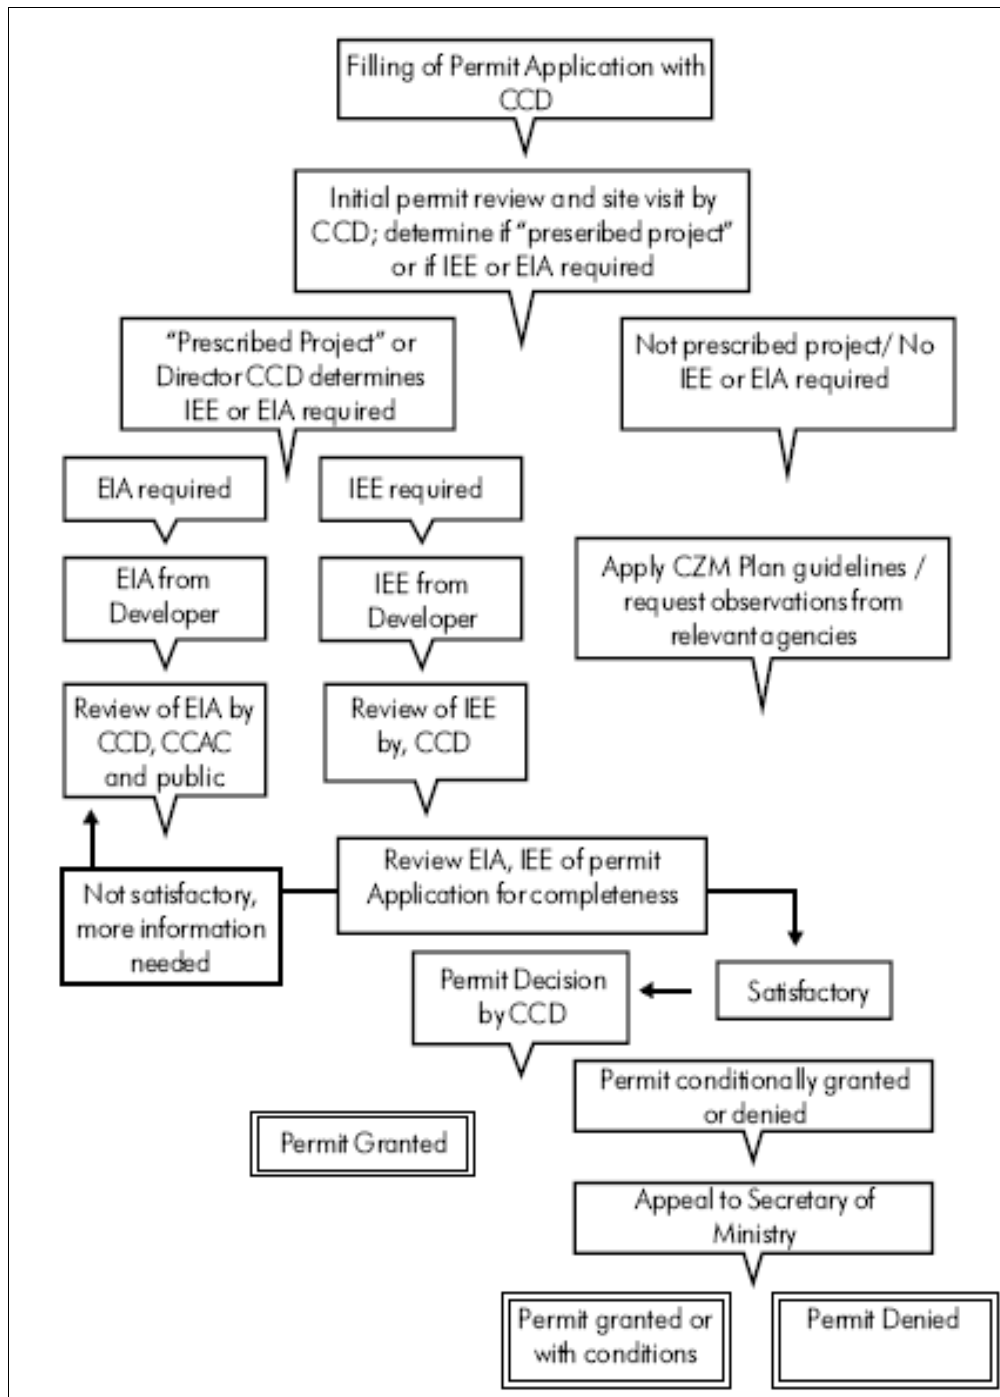 Filling of Permit Application with
CCD
Initial permit review and site visit by
CCD; determine if "preseribed project"
or if IEE or EIA required
"Prescribed Project" or
Director CCD determines
IEE or EIA required
Not prescribed project/ No
IEE or EIA required
EIA required
IEE required
EIA from
Developer
IEE from
Developer
Apply CZM Plan guidelines /
request observations from
relevant agencies
Review of EIA by
CCD, CCAC
and public
Review of IEE
by, CCD
Review EIA, IEE of permit
Application for completeness
Not satisfactory,
more information
needed
Permit Decision
by CCD
Satisfactory
Permit conditionally granted
or denied
Permit Granted
Appeal to Secretary of
Ministry
Permit granted or
with conditions
Permit Denied